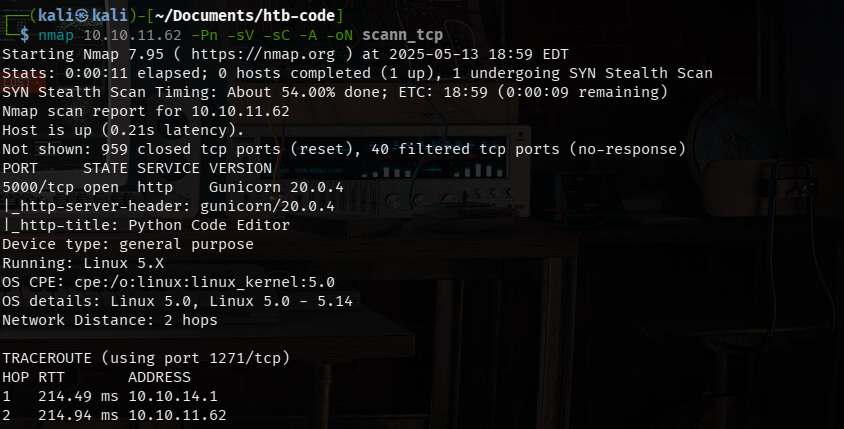 (kali㉿kali)-[~/Documents/htb-code]
$ nmap 10.10.11.62 -Pn -sV -sC -A -oN scann_tcp
Starting Nmap 7.95 ( https://nmap.org ) at 2025-05-13 18:59 EDT
Stats: 0:00:11 elapsed; 0 hosts completed (1 up), 1 undergoing SYN Stealth Scan
SYN Stealth Scan Timing: About 54.00% done; ETC: 18:59 (0:00:09 remaining)
Nmap scan report for 10.10.11.62
Host is up (0.21s latency).
Not shown: 959 closed tcp ports (reset), 40 filtered tcp ports (no-response)
PORT     STATE SERVICE VERSION
5000/tcp open  http    Gunicorn 20.0.4
|_http-server-header: gunicorn/20.0.4
|_http-title: Python Code Editor
Device type: general purpose
Running: Linux 5.X
OS CPE: cpe:/o:linux:linux_kernel:5.0
OS details: Linux 5.0, Linux 5.0 - 5.14
Network Distance: 2 hops

TRACEROUTE (using port 1271/tcp)
HOP RTT       ADDRESS
1   214.49 ms 10.10.14.1
2   214.94 ms 10.10.11.62